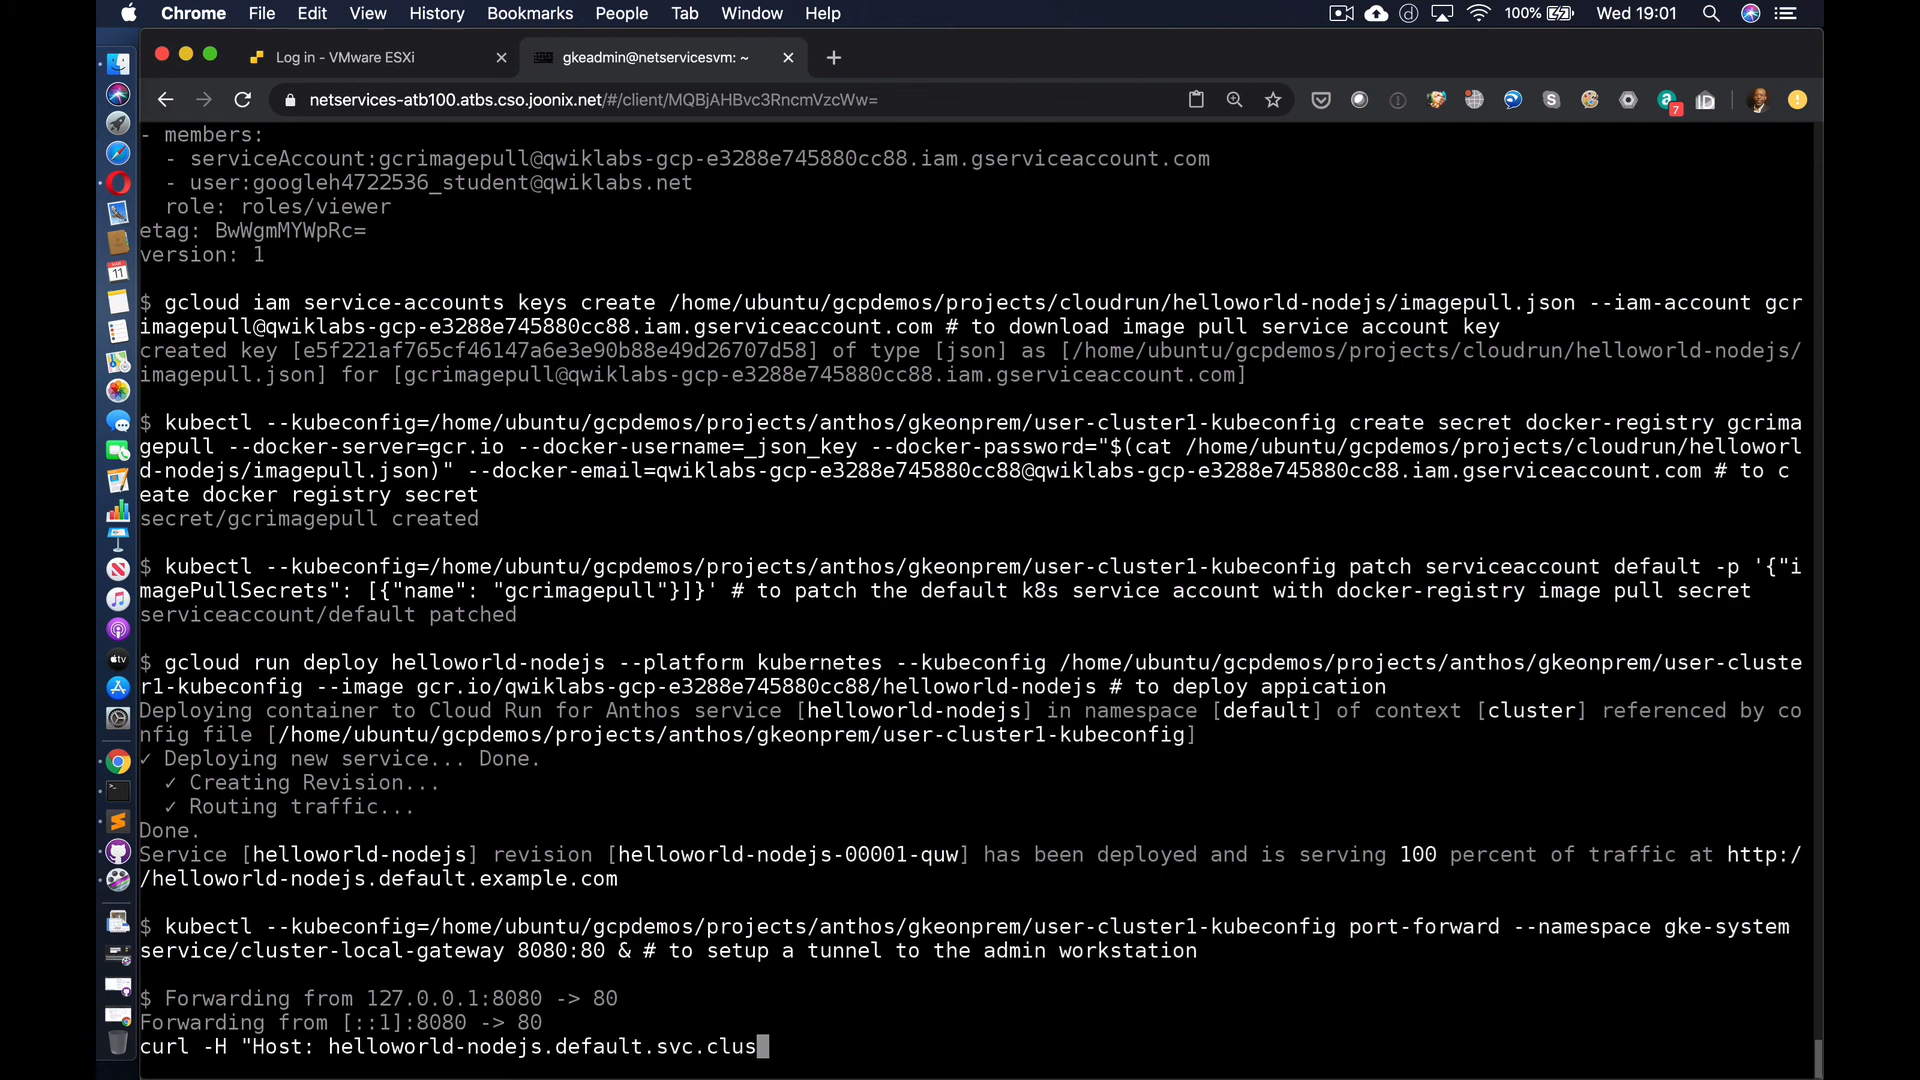 Chrome File Edit View History Bookmarks People Tab Window Help 100% Wed 19:01
Log in - VMware ESXi gkeadmin@netservicesvm: ~
netservices-atb100.atbs.cso.joonix.net/#/client/MQBjAHBvc3RncmVzcWw=
7
MAR
11
tv
- members:
- serviceAccount:gcrimagepull@qwiklabs-gcp-e3288e745880cc88.iam.gserviceaccount.com
- user:googleh4722536_student@qwiklabs.net
role: roles/viewer
etag: BwWgmMYWpRc=
version: 1
$ gcloud iam service-accounts keys create /home/ubuntu/gcpdemos/projects/cloudrun/helloworld-nodejs/imagepull.json --iam-account gcr
imagepull@qwiklabs-gcp-e3288e745880cc88.iam.gserviceaccount.com # to download image pull service account key
created key [e5f221af765cf46147a6e3e90b88e49d26707d58] of type [json] as [/home/ubuntu/gcpdemos/projects/cloudrun/helloworld-nodejs/
imagepull.json] for [gcrimagepull@qwiklabs-gcp-e3288e745880cc88.iam.gserviceaccount.com]
$ kubectl --kubeconfig=/home/ubuntu/gcpdemos/projects/anthos/gkeonprem/user-cluster1-kubeconfig create secret docker-registry gcrima
gepull --docker-server=gcr.io --docker-username=_json_key --docker-password="$(cat /home/ubuntu/gcpdemos/projects/cloudrun/helloworl
d-nodejs/imagepull.json)" --docker-email=qwiklabs-gcp-e3288e745880cc88@qwiklabs-gcp-e3288e745880cc88.iam.gserviceaccount.com # to c
eate docker registry secret
secret/gcrimagepull created
$ kubectl --kubeconfig=/home/ubuntu/gcpdemos/projects/anthos/gkeonprem/user-cluster1-kubeconfig patch serviceaccount default -p '{"i
magePullSecrets": [{"name": "gcrimagepull"}]}' # to patch the default k8s service account with docker-registry image pull secret
serviceaccount/default patched
$ gcloud run deploy helloworld-nodejs --platform kubernetes --kubeconfig /home/ubuntu/gcpdemos/projects/anthos/gkeonprem/user-cluste
r1-kubeconfig --image gcr.io/qwiklabs-gcp-e3288e745880cc88/helloworld-nodejs # to deploy appication
Deploying container to Cloud Run for Anthos service [helloworld-nodejs] in namespace [default] of context [cluster] referenced by co
nfig file [/home/ubuntu/gcpdemos/projects/anthos/gkeonprem/user-cluster1-kubeconfig]
✓ Deploying new service... Done.
✓ Creating Revision...
✓ Routing traffic...
Done.
Service [helloworld-nodejs] revision [helloworld-nodejs-00001-quw] has been deployed and is serving 100 percent of traffic at http:/
/helloworld-nodejs.default.example.com
$ kubectl --kubeconfig=/home/ubuntu/gcpdemos/projects/anthos/gkeonprem/user-cluster1-kubeconfig port-forward --namespace gke-system
service/cluster-local-gateway 8080:80 & # to setup a tunnel to the admin workstation
$ Forwarding from 127.0.0.1:8080 -> 80
Forwarding from [::1]:8080 -> 80
curl -H "Host: helloworld-nodejs.default.svc.clus